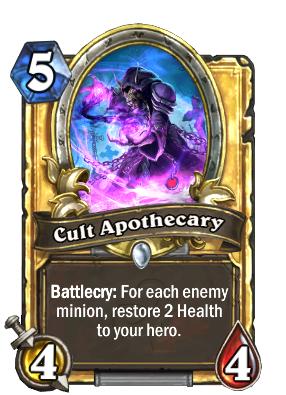 5
Cult Apothecary
Battlecry: For each enemy
minion, restore 2 Health
to your hero.
4
4